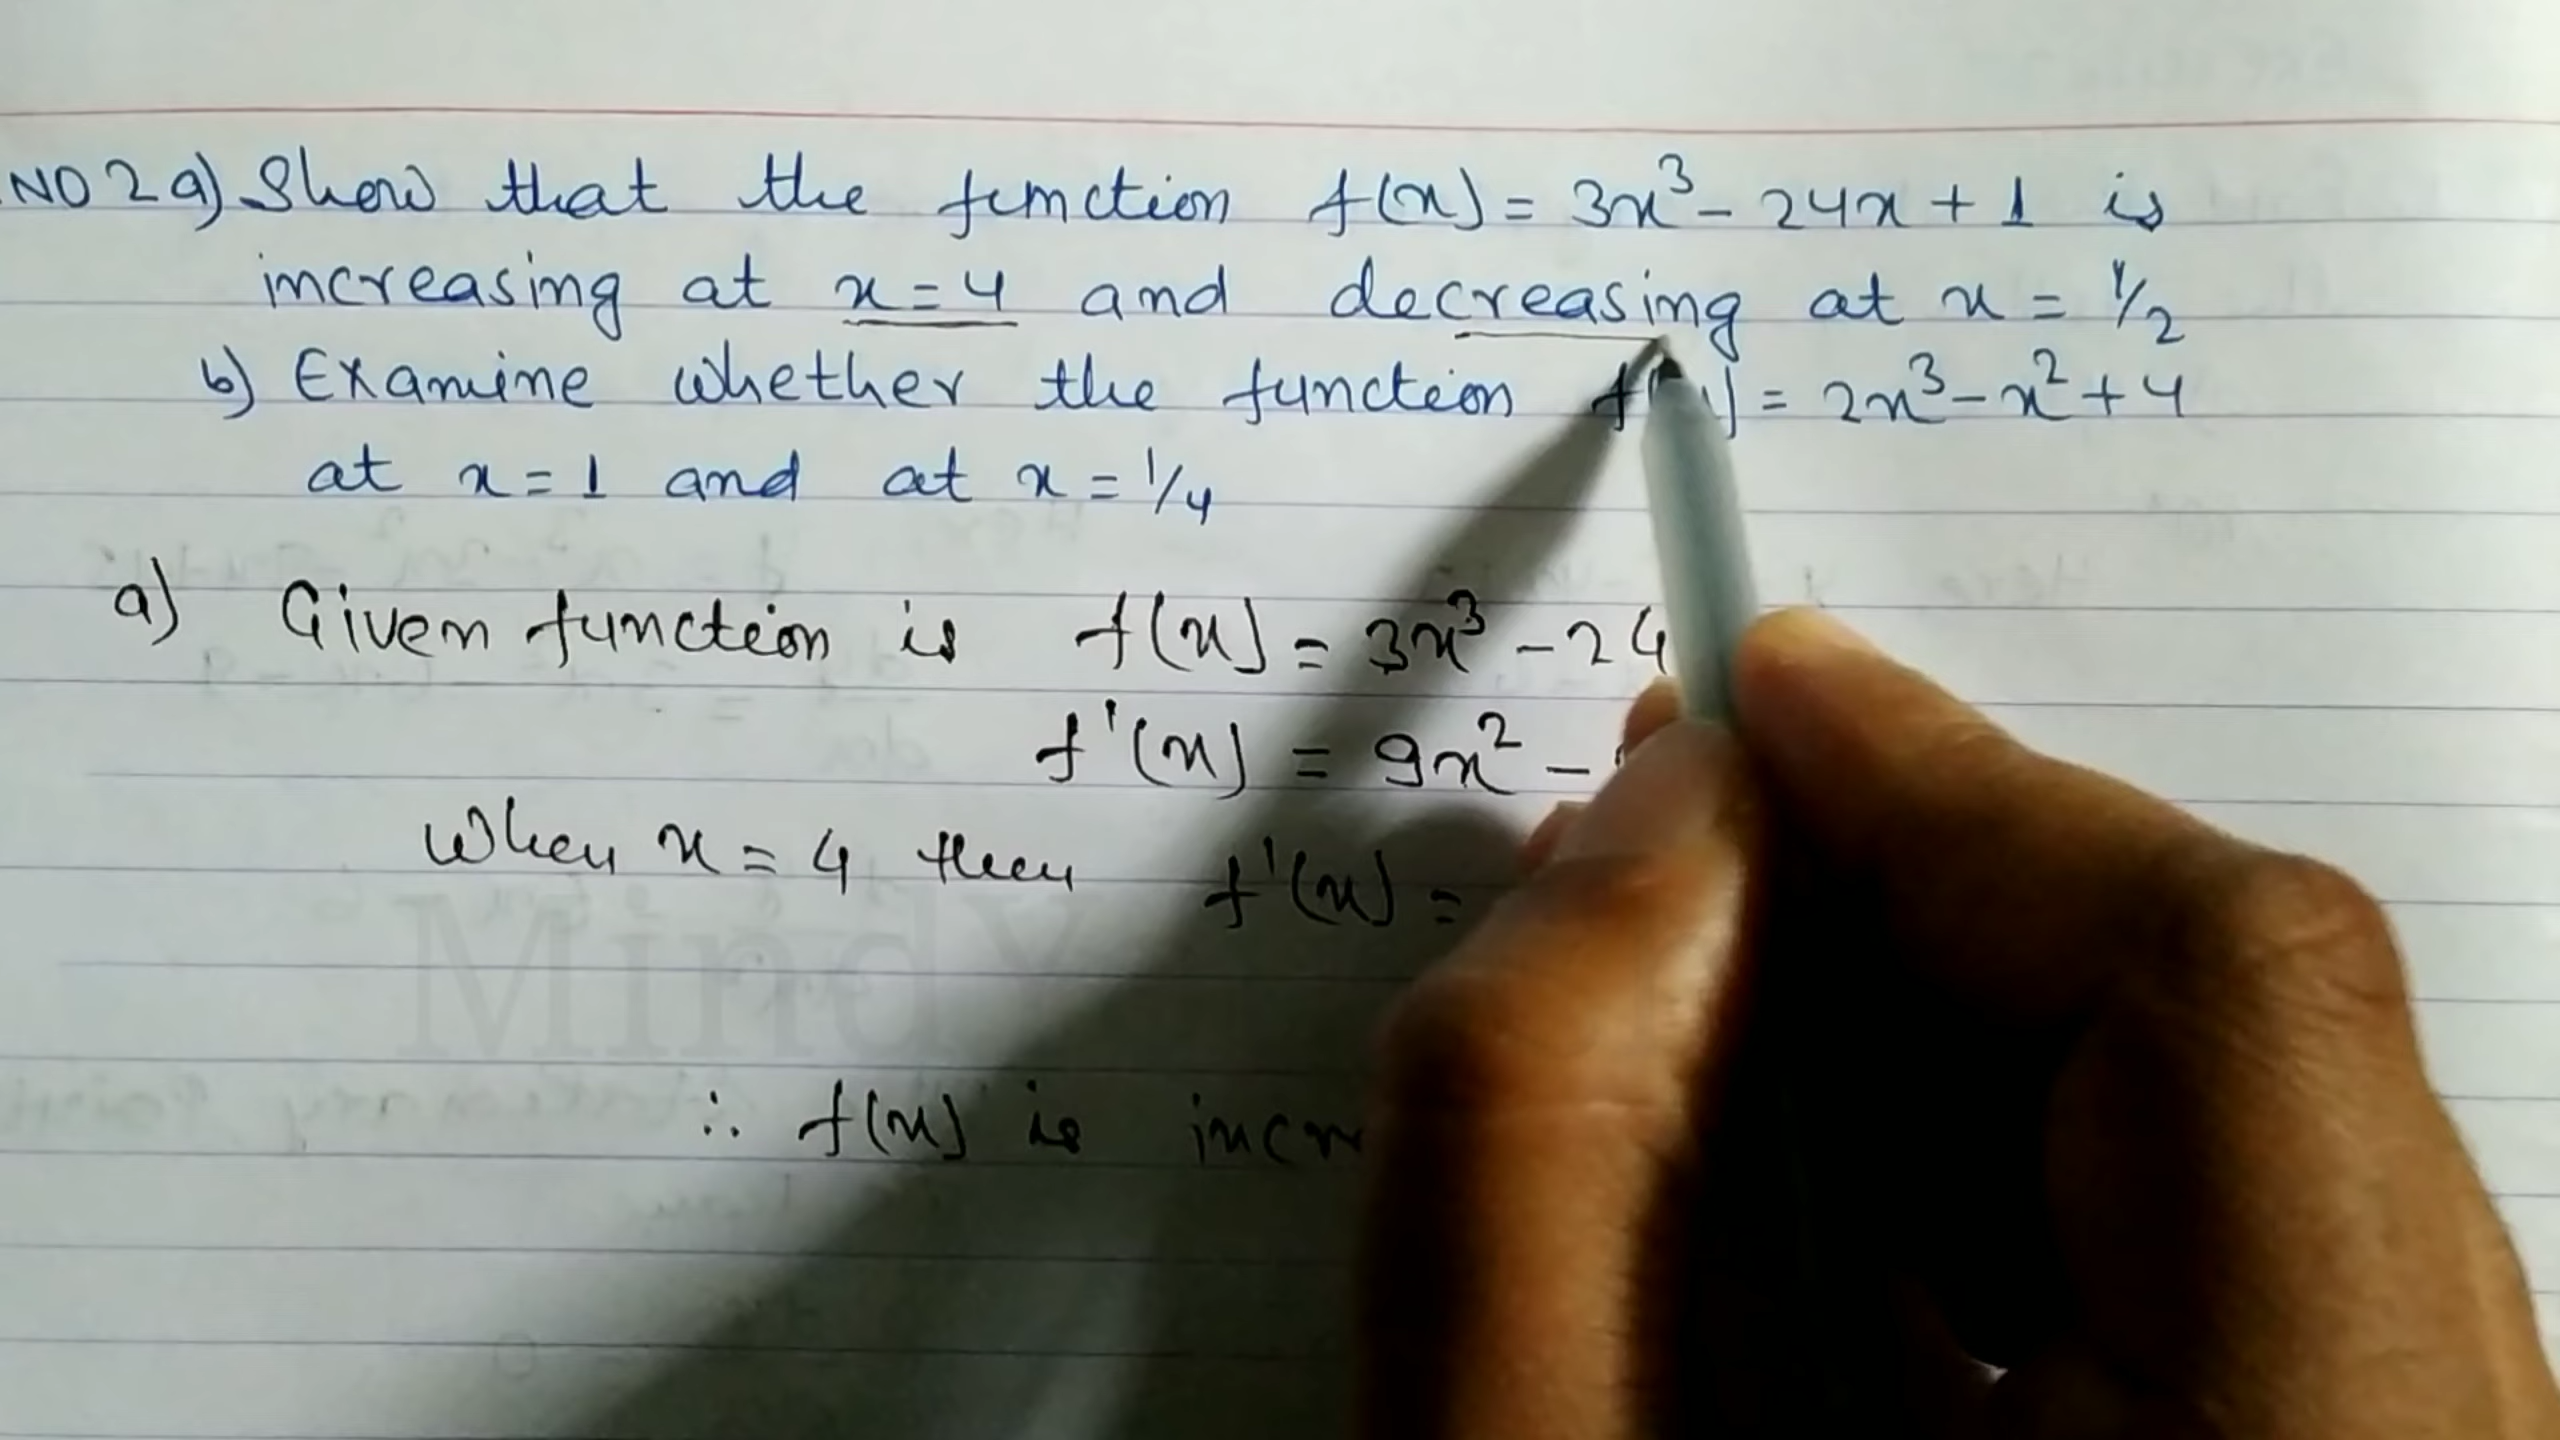 NO 2 a) Show that the function f(x) = 3x³ - 24x + 1 is
increasing at x = 4 and decreasing at x = 1/2
b) Examine whether the function f( ) = 2x³ - x² + 4
at x = 1 and at x = 1/4
a) Given function is f(x) = 3x³ - 24
f'(x) = 9x² -
When x = 4 then f'(x) =
Mind
∴ f(x) is incr